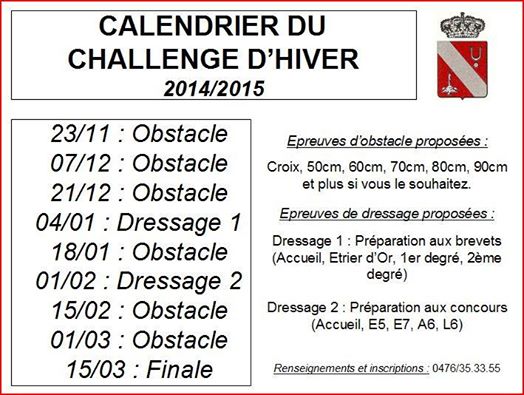 CALENDRIER DU
CHALLENGE D'HIVER
2014/2015
23/11 : Obstacle
07/12 : Obstacle
21/12 : Obstacle
04/01 : Dressage 1
18/01 : Obstacle
01/02 : Dressage 2
15/02 : Obstacle
01/03 : Obstacle
15/03 : Finale
Epreuves d'obstacle proposées :
Croix, 50cm, 60cm, 70cm, 80cm, 90cm
et plus si vous le souhaitez.
Epreuves de dressage proposées :
Dressage 1 : Préparation aux brevets
(Accueil, Etrier d'Or, 1er degré, 2ème
degré)
Dressage 2 : Préparation aux concours
(Accueil, E5, E7, A6, L6)
Renseignements et inscriptions : 0476/35.33.55